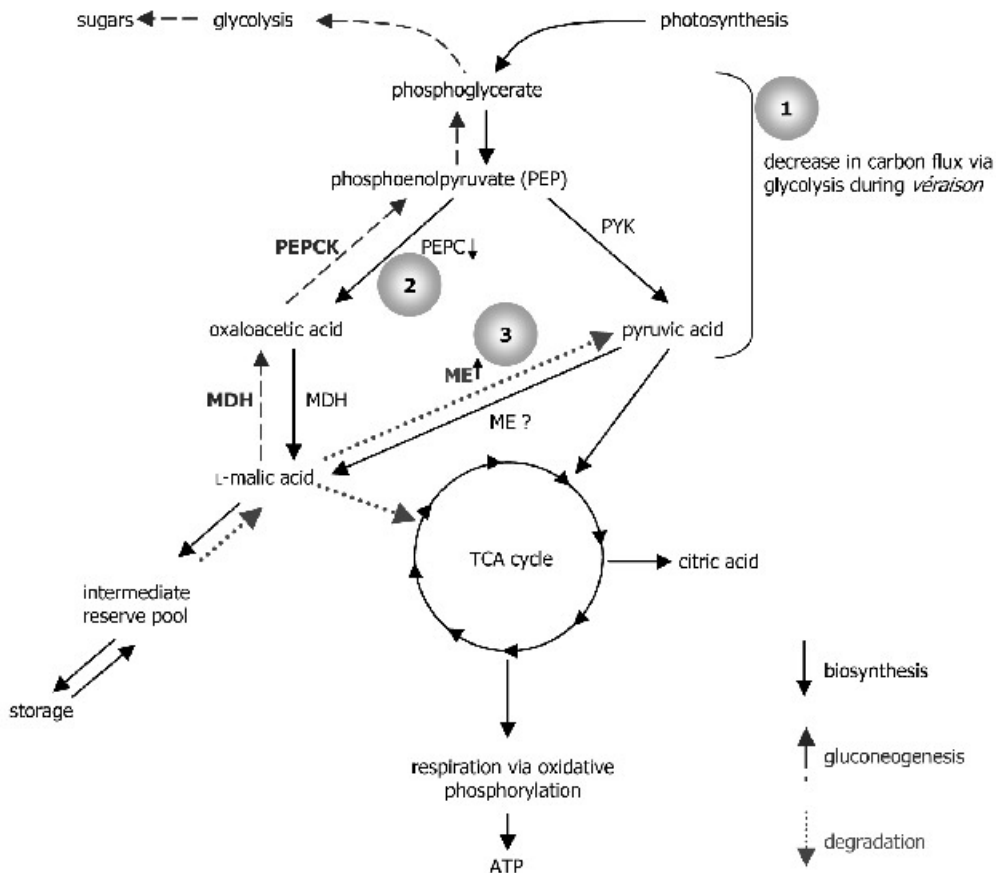 sugars
glycolysis
photosynthesis
phosphoglycerate
1
decrease in carbon flux via
glycolysis during véraison
phosphoenolpyruvate (PEP)
PEPCK
PEPC
PYK
2
oxaloacetic acid
3
pyruvic acid
ME
MDH
MDH
ME ?
L-malic acid
TCA cycle
citric acid
intermediate
reserve pool
storage
biosynthesis
respiration via oxidative
phosphorylation
gluconeogenesis
ATP
degradation